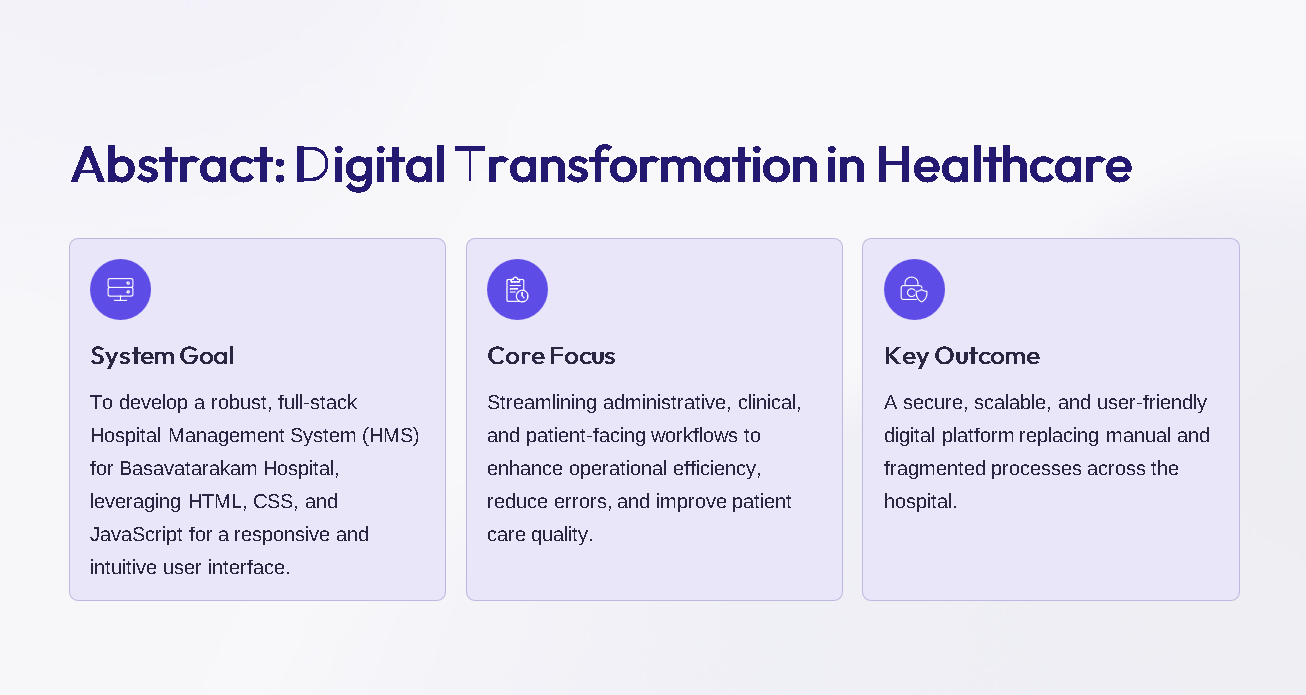 Abstract: Digital Transformation in Healthcare
System Goal
To develop a robust, full-stack
Hospital Management System (HMS)
for Basavatarakam Hospital,
leveraging HTML, CSS, and
JavaScript for a responsive and
intuitive user interface.
Core Focus
Streamlining administrative, clinical,
and patient-facing workflows to
enhance operational efficiency,
reduce errors, and improve patient
care quality.
Key Outcome
A secure, scalable, and user-friendly
digital platform replacing manual and
fragmented processes across the
hospital.